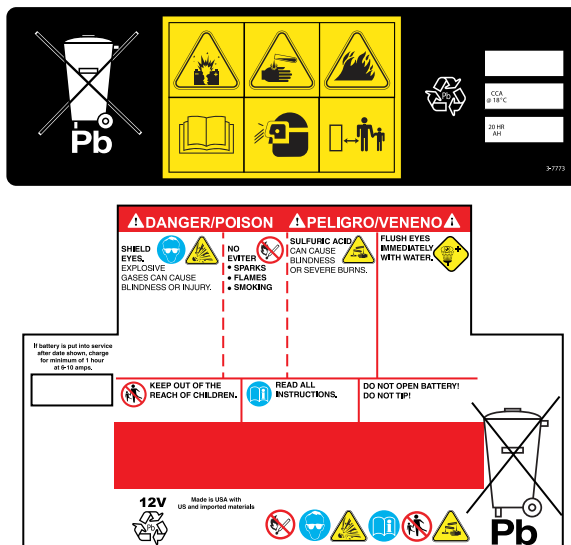 Pb
Pb
CCA
@ 18°C
20 HR
AH
3-7773
DANGER/POISON
PELIGRO/VENENO
SHIELD
EYES.
EXPLOSIVE
GASES CAN CAUSE
BLINDNESS OR INJURY.
NO
EVITER
• SPARKS
• FLAMES
• SMOKING
SULFURIC ACID
CAN CAUSE
BLINDNESS
OR SEVERE BURNS.
FLUSH EYES
IMMEDIATELY
WITH WATER.
If battery is put into service
after date shown, charge
for minimum of 1 hour
at 6-10 amps.
KEEP OUT OF THE
REACH OF CHILDREN.
READ ALL
INSTRUCTIONS.
DO NOT OPEN BATTERY!
DO NOT TIP!
12V
Pb
Made is USA with
US and imported materials
Pb